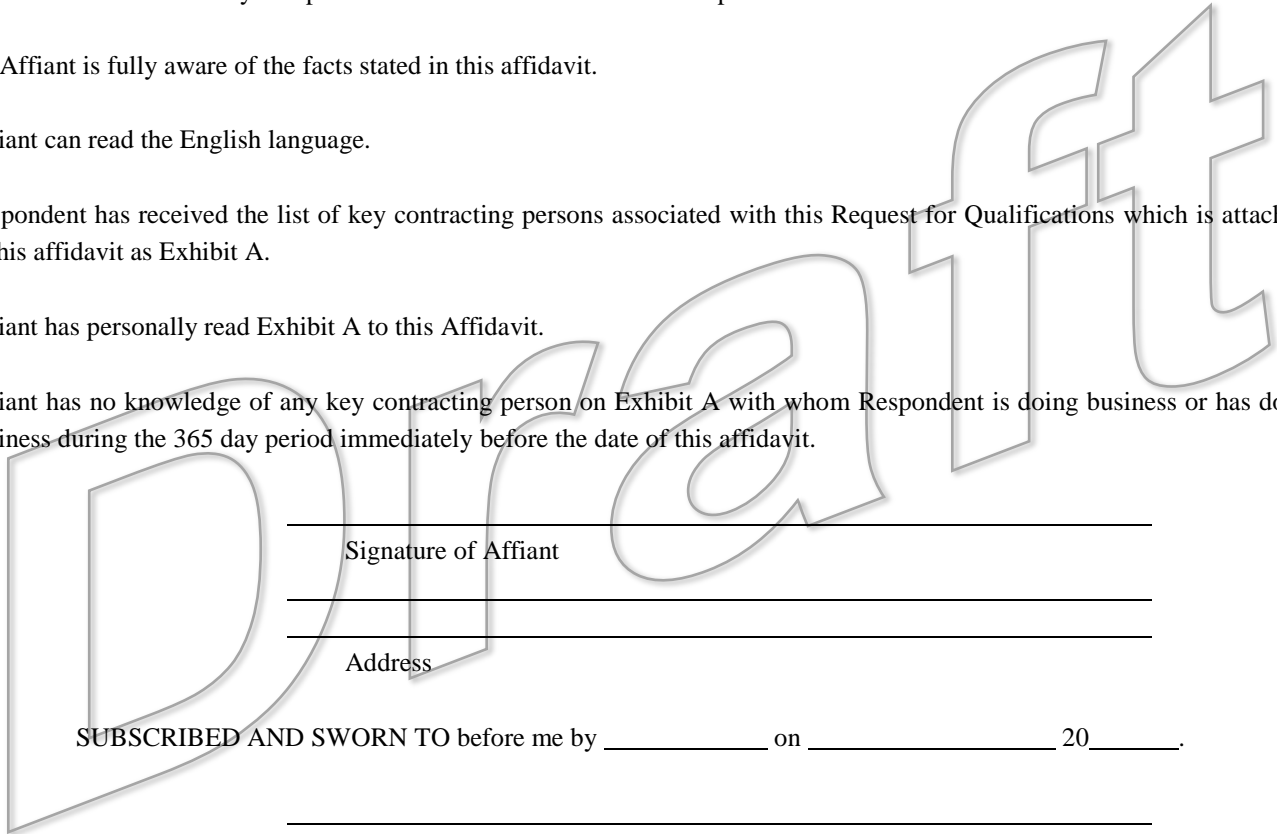 Affiant is fully aware of the facts stated in this affidavit.
iant can read the English language.
pondent has received the list of key contracting persons associated with this Request for Qualifications which is attach
his affidavit as Exhibit A.
iant has personally read Exhibit A to this Affidavit.
iant has no knowledge of any key contracting person on Exhibit A with whom Respondent is doing business or has do
iness during the 365 day period immediately before the date of this affidavit.
Draft
Signature of Affiant
Address
SUBSCRIBED AND SWORN TO before me by ____________ on ____________________ 20_______.